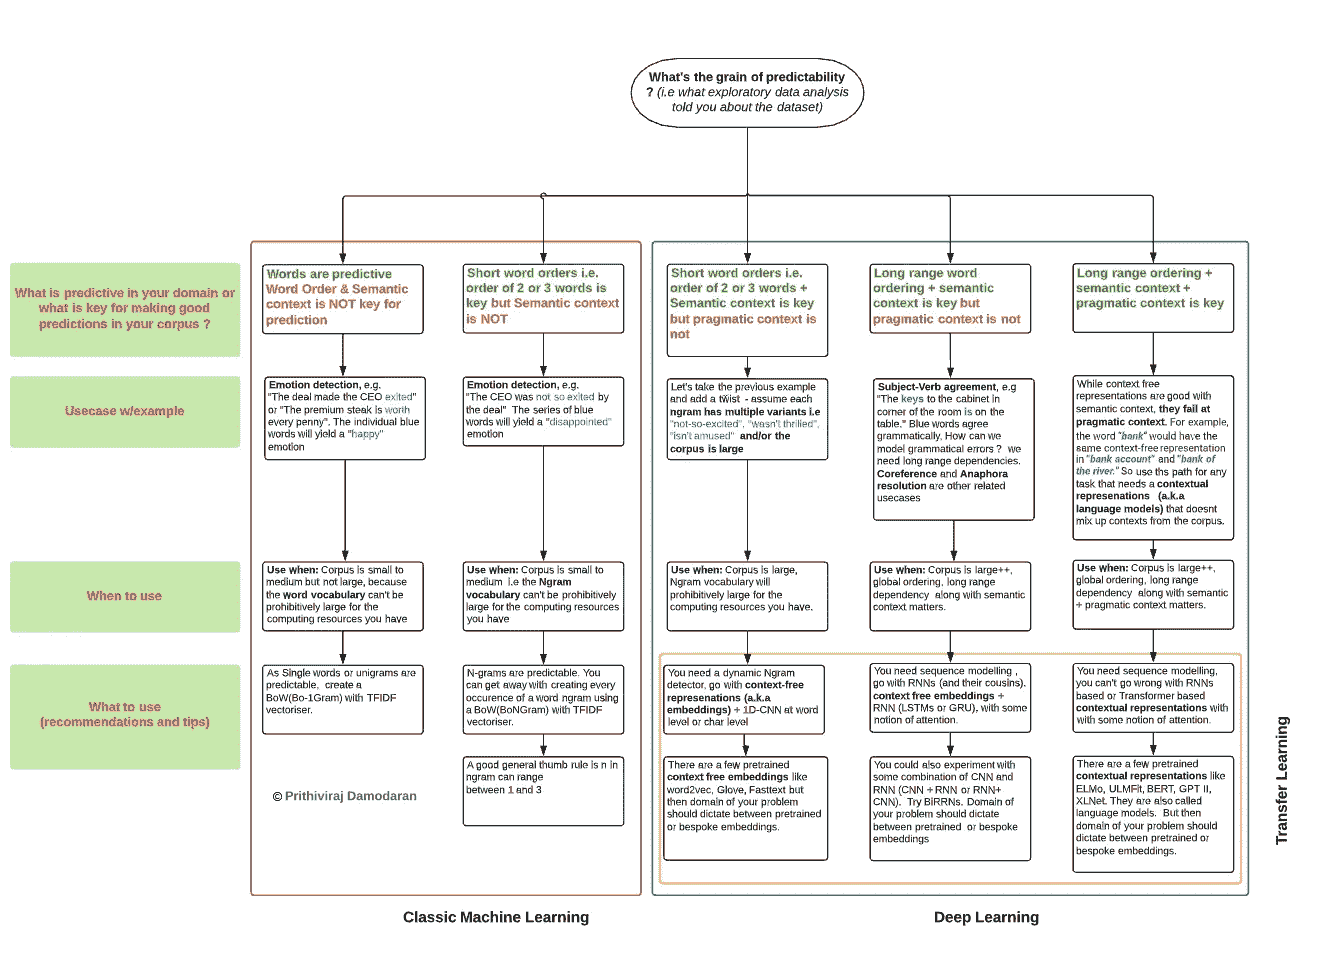 What's the grain of predictability
? (i.e what exploratory data analysis
told you about the dataset)
What is predictive in your domain or
what is key for making good
predictions in your corpus ?
Words are predictive
Word Order & Semantic
context is NOT key for
prediction
Short word orders i.e.
order of 2 or 3 words is
key but Semantic context
is NOT
Short word orders i.e.
order of 2 or 3 words +
Semantic context is key
but pragmatic context is
not
Long range word
ordering + semantic
context is key but
pragmatic context is not
Long range ordering +
semantic context +
pragmatic context is key
Usecase w/example
Emotion detection, e.g.
"The deal made the CEO exited"
or "The premium steak is worth
every penny". The individual blue
words will yield a "happy"
emotion
Emotion detection, e.g.
"The CEO was not so exited by
the deal" The series of blue
words will yield a "disappointed"
emotion
Let's take the previous example
and add a twist - assume each
ngram has multiple variants i.e
"not-so-excited", "wasn't thrilled",
"isn't amused" and/or the
corpus is large
Subject-Verb agreement, e.g
"The keys to the cabinet in
corner of the room is on the
table." Blue words agree
grammatically, How can we
model grammatical errors ? we
need long range dependencies.
Coreference and Anaphora
resolution are other related
usecases
While context free
representations are good with
semantic context, they fail at
pragmatic context. For example,
the word "bank" would have the
same context-free representation
in "bank account" and "bank of
the river." So use ths path for any
task that needs a contextual
represenations (a.k.a
language models) that doesnt
mix up contexts from the corpus.
When to use
Use when: Corpus is small to
medium but not large, because
the word vocabulary can't be
prohibitively large for the
computing resources you have
Use when: Corpus is small to
medium i.e the Ngram
vocabulary can't be prohibitively
large for the computing resources
you have
Use when: Corpus is large,
Ngram vocabulary will
prohibitively large for the
computing resources you have.
Use when: Corpus is large++,
global ordering, long range
dependency along with semantic
context matters.
Use when: Corpus is large++,
global ordering, long range
dependency along with semantic
+ pragmatic context matters.
What to use
(recommendations and tips)
As Single words or unigrams are
predictable, create a
BoW(Bo-1Gram) with TFIDF
vectoriser.
N-grams are predictable. You
can get away with creating every
occurence of a word ngram using
a BoW(BoNGram) with TFIDF
vectoriser.
You need a dynamic Ngram
detector, go with context-free
represenations (a.k.a
embeddings) + 1D-CNN at word
level or char level
You need sequence modelling ,
go with RNNs (and their cousins).
context free embeddings +
RNN (LSTMs or GRU), with some
notion of attention.
You need sequence modelling,
you can't go wrong with RNNs
based or Transformer based
contextual representations with
with some notion of attention.
A good general thumb rule is n in
ngram can range
between 1 and 3
There are a few pretrained
context free embeddings like
word2vec, Glove, Fasttext but
then domain of your problem
should dictate between pretrained
or bespoke embeddings.
You could also experiment with
some combination of CNN and
RNN (CNN + RNN or RNN+
CNN). Try BiRRNs. Domain of
your problem should dictate
between pretrained or bespoke
embeddings
There are a few pretrained
contextual representations like
ELMo, ULMFit, BERT, GPT II,
XLNet. They are also called
language models. But then
domain of your problem should
dictate between pretrained or
bespoke embeddings.
© Prithiviraj Damodaran
Transfer Learning
Classic Machine Learning
Deep Learning